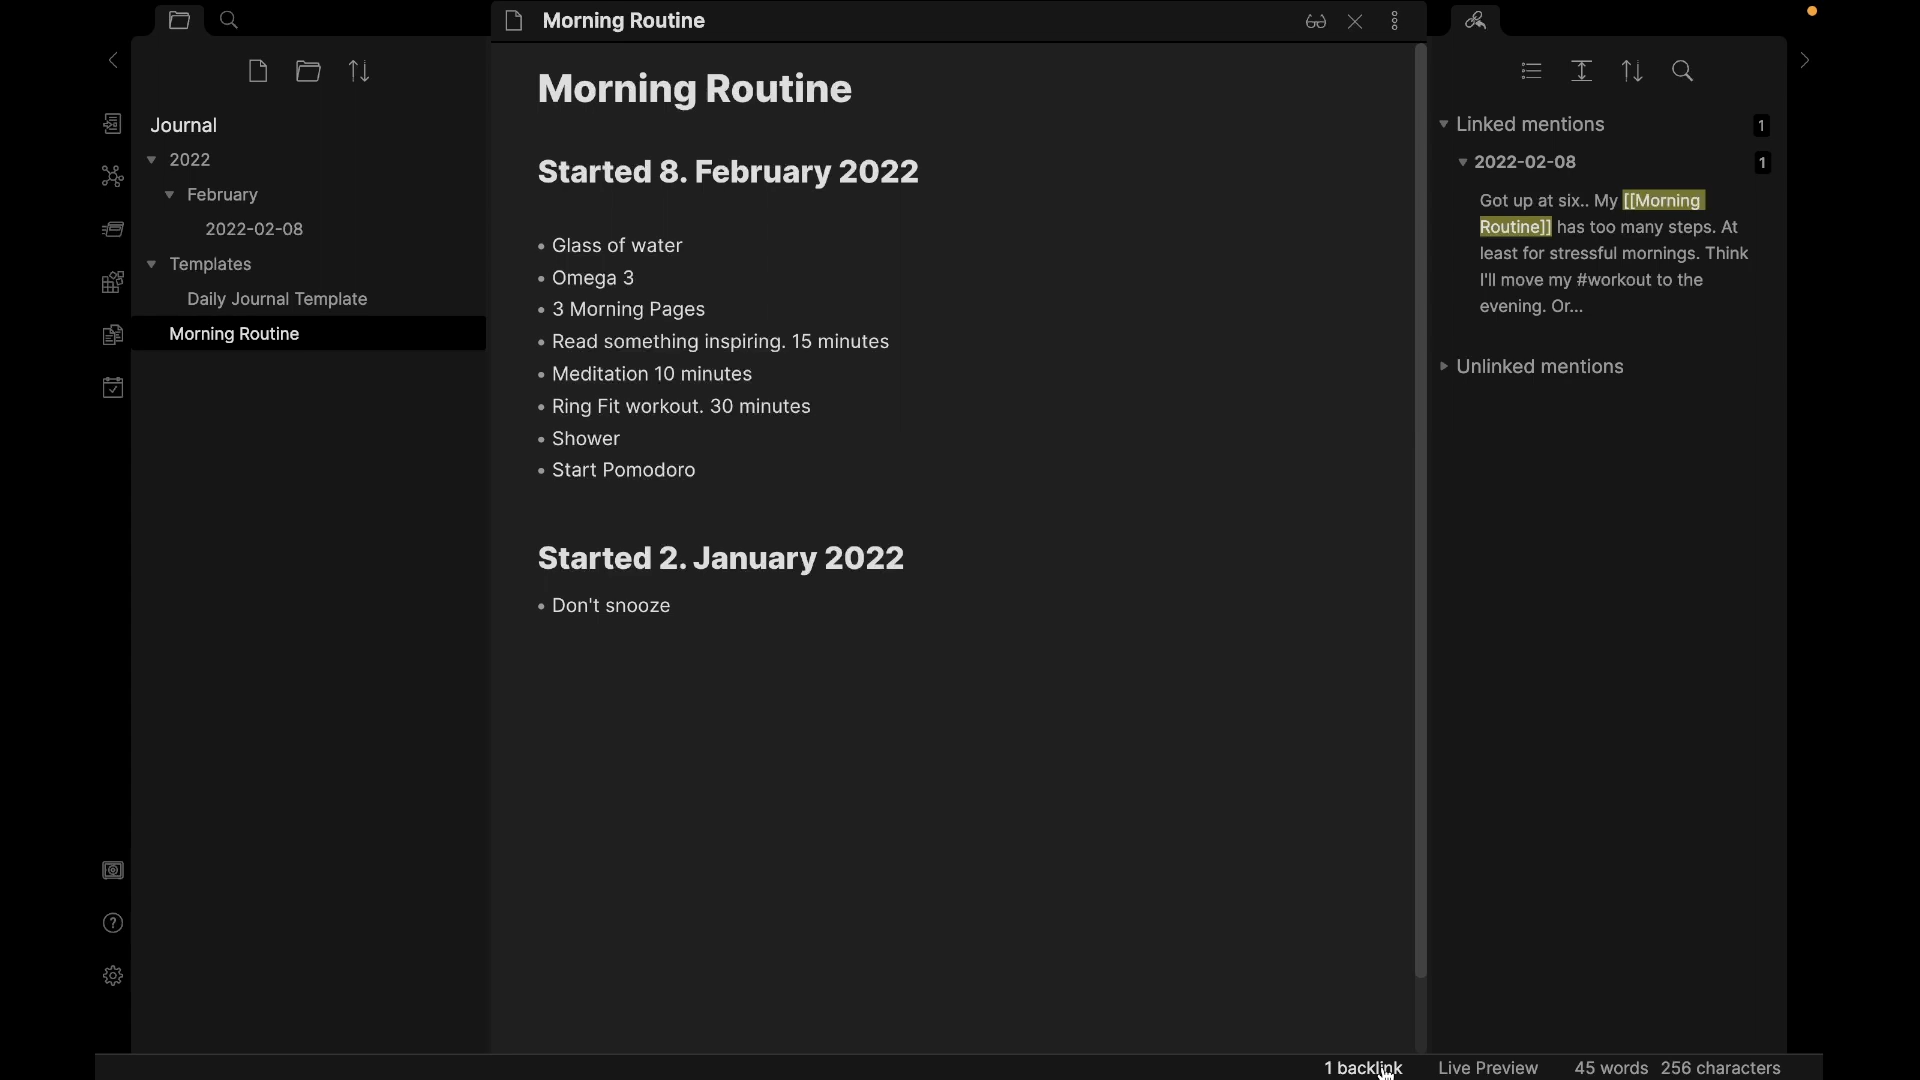 Morning Routine
Journal
2022
February
2022-02-08
Templates
Daily Journal Template
Morning Routine
Morning Routine
Started 8. February 2022
• Glass of water
• Omega 3
• 3 Morning Pages
• Read something inspiring. 15 minutes
• Meditation 10 minutes
• Ring Fit workout. 30 minutes
• Shower
• Start Pomodoro
Started 2. January 2022
• Don't snooze
Linked mentions 1
2022-02-08 1
Got up at six.. My [[Morning
Routine]] has too many steps. At
least for stressful mornings. Think
I'll move my #workout to the
evening. Or...
Unlinked mentions
1 backlink Live Preview 45 words 256 characters